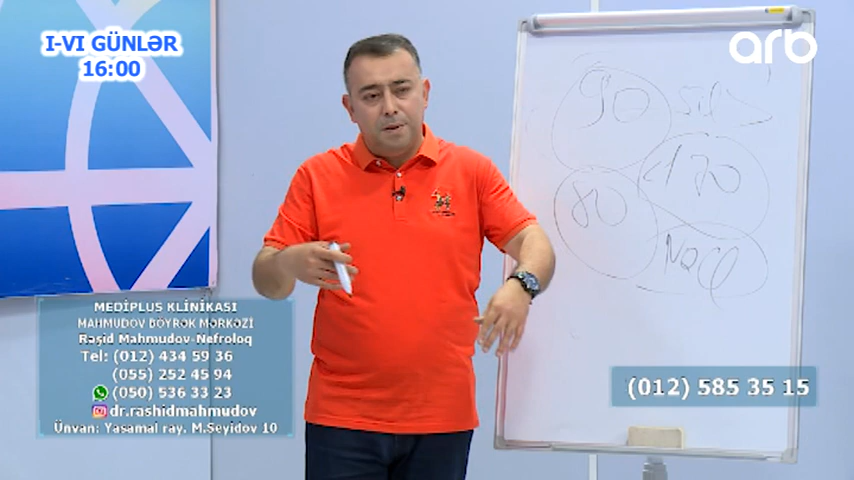 I-VI GÜNLƏR
16:00
arb
90
170
80
NaCl
MEDİPLUS KLİNİKASI
MAHMUDOV BÖYRƏK MƏRKƏZİ
Rəşid Mahmudov-Nefroloq
Tel: (012) 434 59 36
(055) 252 45 94
(050) 536 33 23
dr.rashidmahmudov
Ünvan: Yasamal ray. M.Seyidov 10
(012) 585 35 15